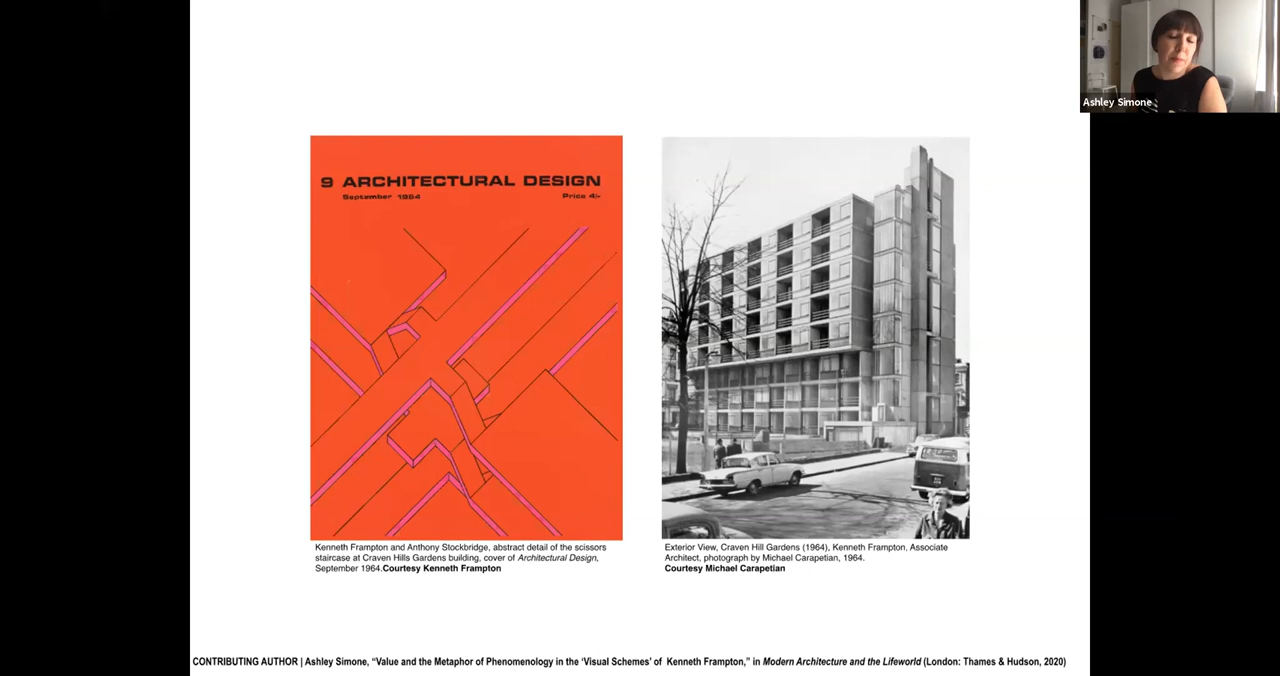 Ashley Simone
9 ARCHITECTURAL DESIGN
September 1964 Price 4/-
Kenneth Frampton and Anthony Stockbridge, abstract detail of the scissors
staircase at Craven Hills Gardens building, cover of Architectural Design,
September 1964.Courtesy Kenneth Frampton
Exterior View, Craven Hill Gardens (1964), Kenneth Frampton, Associate
Architect, photograph by Michael Carapetian, 1964.
Courtesy Michael Carapetian
CONTRIBUTING AUTHOR | Ashley Simone, “Value and the Metaphor of Phenomenology in the ‘Visual Schemes’ of Kenneth Frampton,” in Modern Architecture and the Lifeworld (London: Thames & Hudson, 2020)